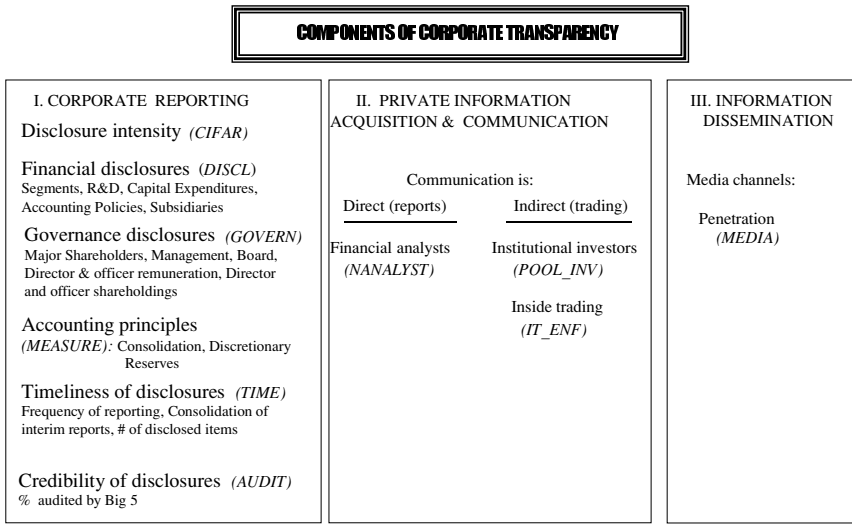 COMPONENTS OF CORPORATE TRANSPARENCY
I. CORPORATE REPORTING
Disclosure intensity (CIFAR)
Financial disclosures (DISCL)
Segments, R&D, Capital Expenditures,
Accounting Policies, Subsidiaries
Governance disclosures (GOVERN)
Major Shareholders, Management, Board,
Director & officer remuneration, Director
and officer shareholdings
Accounting principles
(MEASURE): Consolidation, Discretionary
Reserves
Timeliness of disclosures (TIME)
Frequency of reporting, Consolidation of
interim reports, # of disclosed items
Credibility of disclosures (AUDIT)
% audited by Big 5
II. PRIVATE INFORMATION
ACQUISITION & COMMUNICATION
Communication is:
Direct (reports)
Financial analysts
(NANALYST)
Indirect (trading)
Institutional investors
(POOL_INV)
Inside trading
(IT_ENF)
III. INFORMATION
DISSEMINATION
Media channels:
Penetration
(MEDIA)